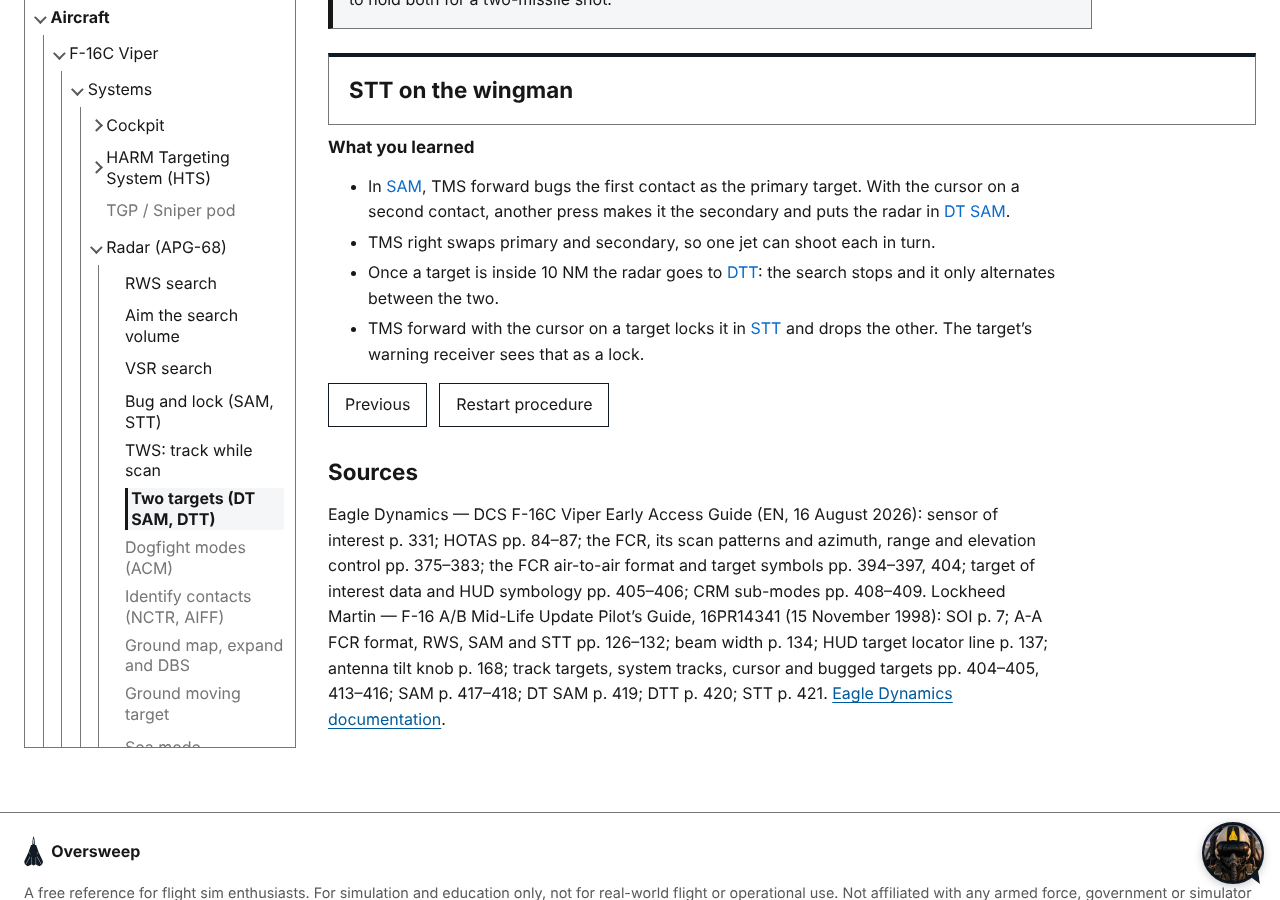 to hold both for a two-missile shot.
Aircraft
F-16C Viper
Systems
Cockpit
HARM Targeting
System (HTS)
TGP / Sniper pod
Radar (APG-68)
RWS search
Aim the search
volume
VSR search
Bug and lock (SAM,
STT)
TWS: track while
scan
Two targets (DT
SAM, DTT)
Dogfight modes
(ACM)
Identify contacts
(NCTR, AIFF)
Ground map, expand
and DBS
Ground moving
target
Sea mode
STT on the wingman
What you learned
In SAM, TMS forward bugs the first contact as the primary target. With the cursor on a
second contact, another press makes it the secondary and puts the radar in DT SAM.
TMS right swaps primary and secondary, so one jet can shoot each in turn.
Once a target is inside 10 NM the radar goes to DTT: the search stops and it only alternates
between the two.
TMS forward with the cursor on a target locks it in STT and drops the other. The target’s
warning receiver sees that as a lock.
Previous
Restart procedure
Sources
Eagle Dynamics — DCS F-16C Viper Early Access Guide (EN, 16 August 2026): sensor of
interest p. 331; HOTAS pp. 84–87; the FCR, its scan patterns and azimuth, range and elevation
control pp. 375–383; the FCR air-to-air format and target symbols pp. 394–397, 404; target of
interest data and HUD symbology pp. 405–406; CRM sub-modes pp. 408–409. Lockheed
Martin — F-16 A/B Mid-Life Update Pilot’s Guide, 16PR14341 (15 November 1998): SOI p. 7; A-A
FCR format, RWS, SAM and STT pp. 126–132; beam width p. 134; HUD target locator line p. 137;
antenna tilt knob p. 168; track targets, system tracks, cursor and bugged targets pp. 404–405,
413–416; SAM p. 417–418; DT SAM p. 419; DTT p. 420; STT p. 421. Eagle Dynamics
documentation.
Oversweep
A free reference for flight sim enthusiasts. For simulation and education only, not for real-world flight or operational use. Not affiliated with any armed force, government or simulator